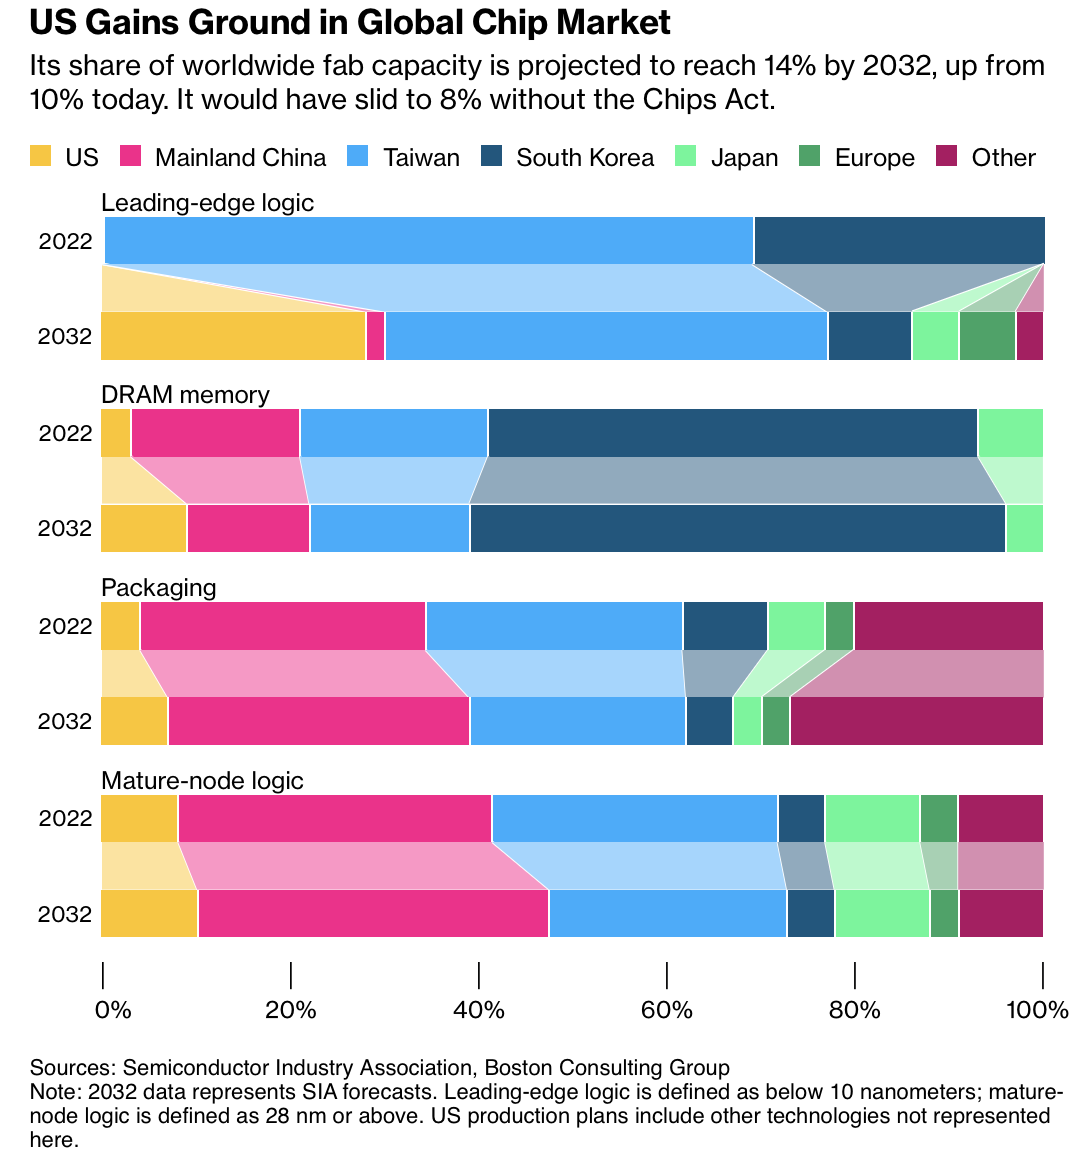 US Gains Ground in Global Chip Market
Its share of worldwide fab capacity is projected to reach 14% by 2032, up from
10% today. It would have slid to 8% without the Chips Act.
US Mainland China Taiwan South Korea Japan Europe Other
Leading-edge logic
2022
2032
DRAM memory
2022
2032
Packaging
2022
2032
Mature-node logic
2022
2032
0% 20% 40% 60% 80% 100%
Sources: Semiconductor Industry Association, Boston Consulting Group
Note: 2032 data represents SIA forecasts. Leading-edge logic is defined as below 10 nanometers; mature-
node logic is defined as 28 nm or above. US production plans include other technologies not represented
here.